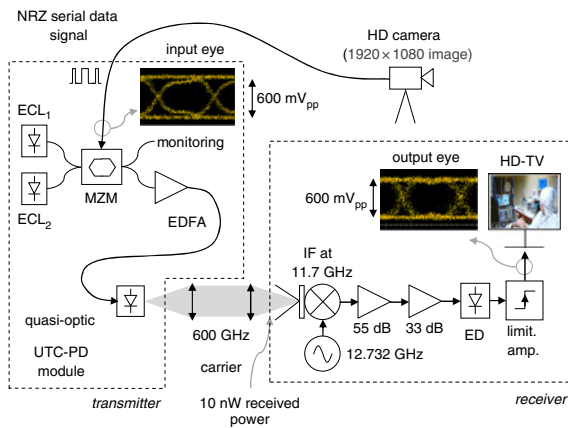 NRZ serial data
signal
HD camera
(1920×1080 image)
input eye
600 mVpp
ECL1
monitoring
MZM
ECL2
EDFA
output eye
HD-TV
600 mVpp
IF at
11.7 GHz
quasi-optic
600 GHz
55 dB
33 dB
ED
limit.
amp.
UTC-PD
module
carrier
12.732 GHz
transmitter
10 nW received
power
receiver